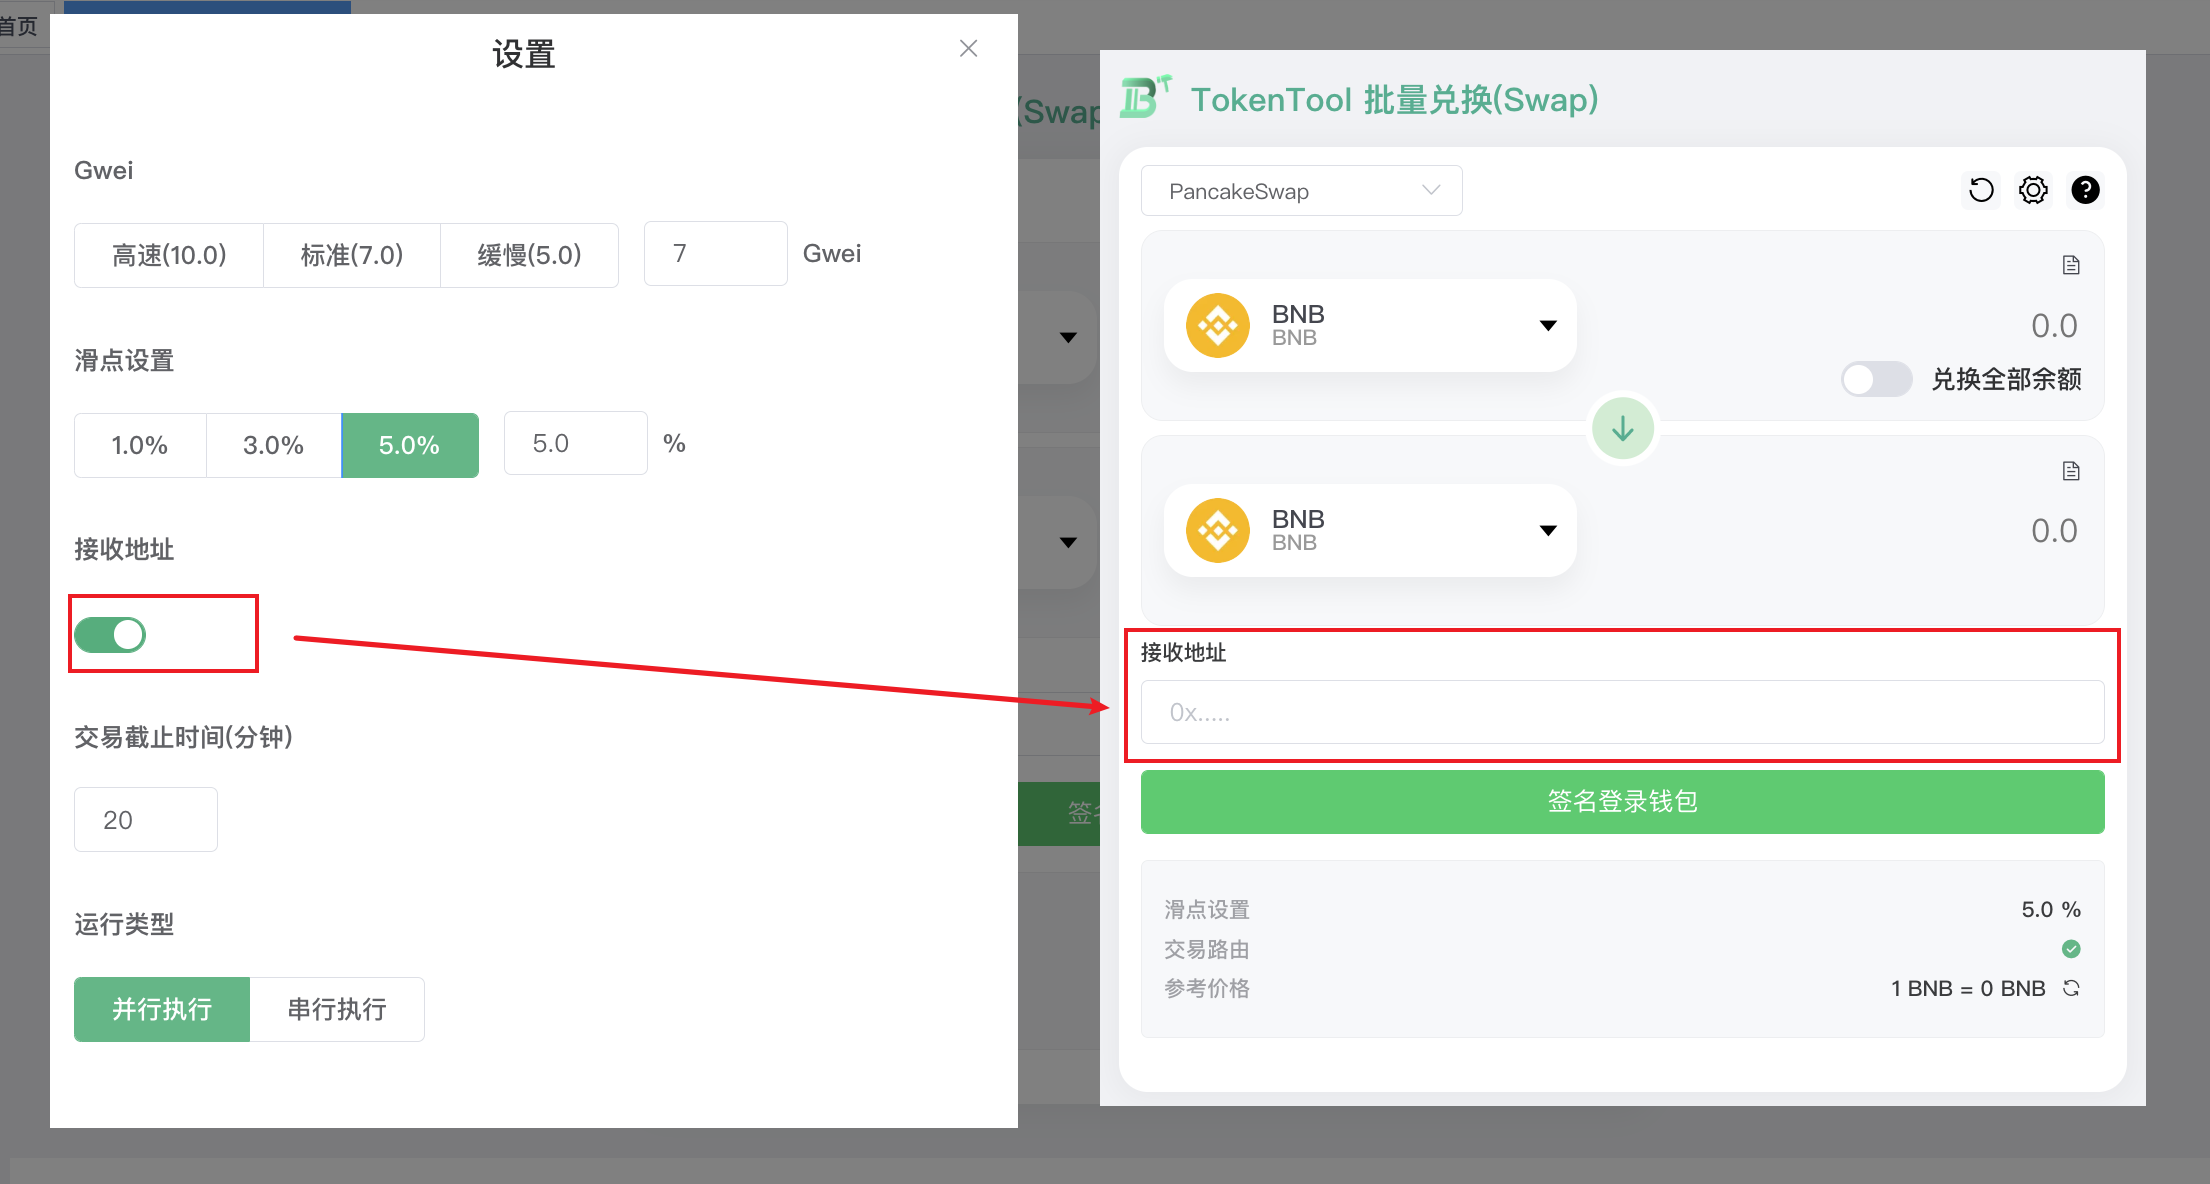 首页
设置
Gwei
高速(10.0)
标准(7.0)
缓慢(5.0)
7
Gwei
滑点设置
1.0%
3.0%
5.0%
5.0
%
接收地址
交易截止时间(分钟)
20
运行类型
并行执行
串行执行
(Swap
签
TokenTool 批量兑换(Swap)
PancakeSwap
BNB
BNB
0.0
兑换全部余额
BNB
BNB
0.0
接收地址
0x.....
签名登录钱包
滑点设置
5.0 %
交易路由
参考价格
1 BNB = 0 BNB